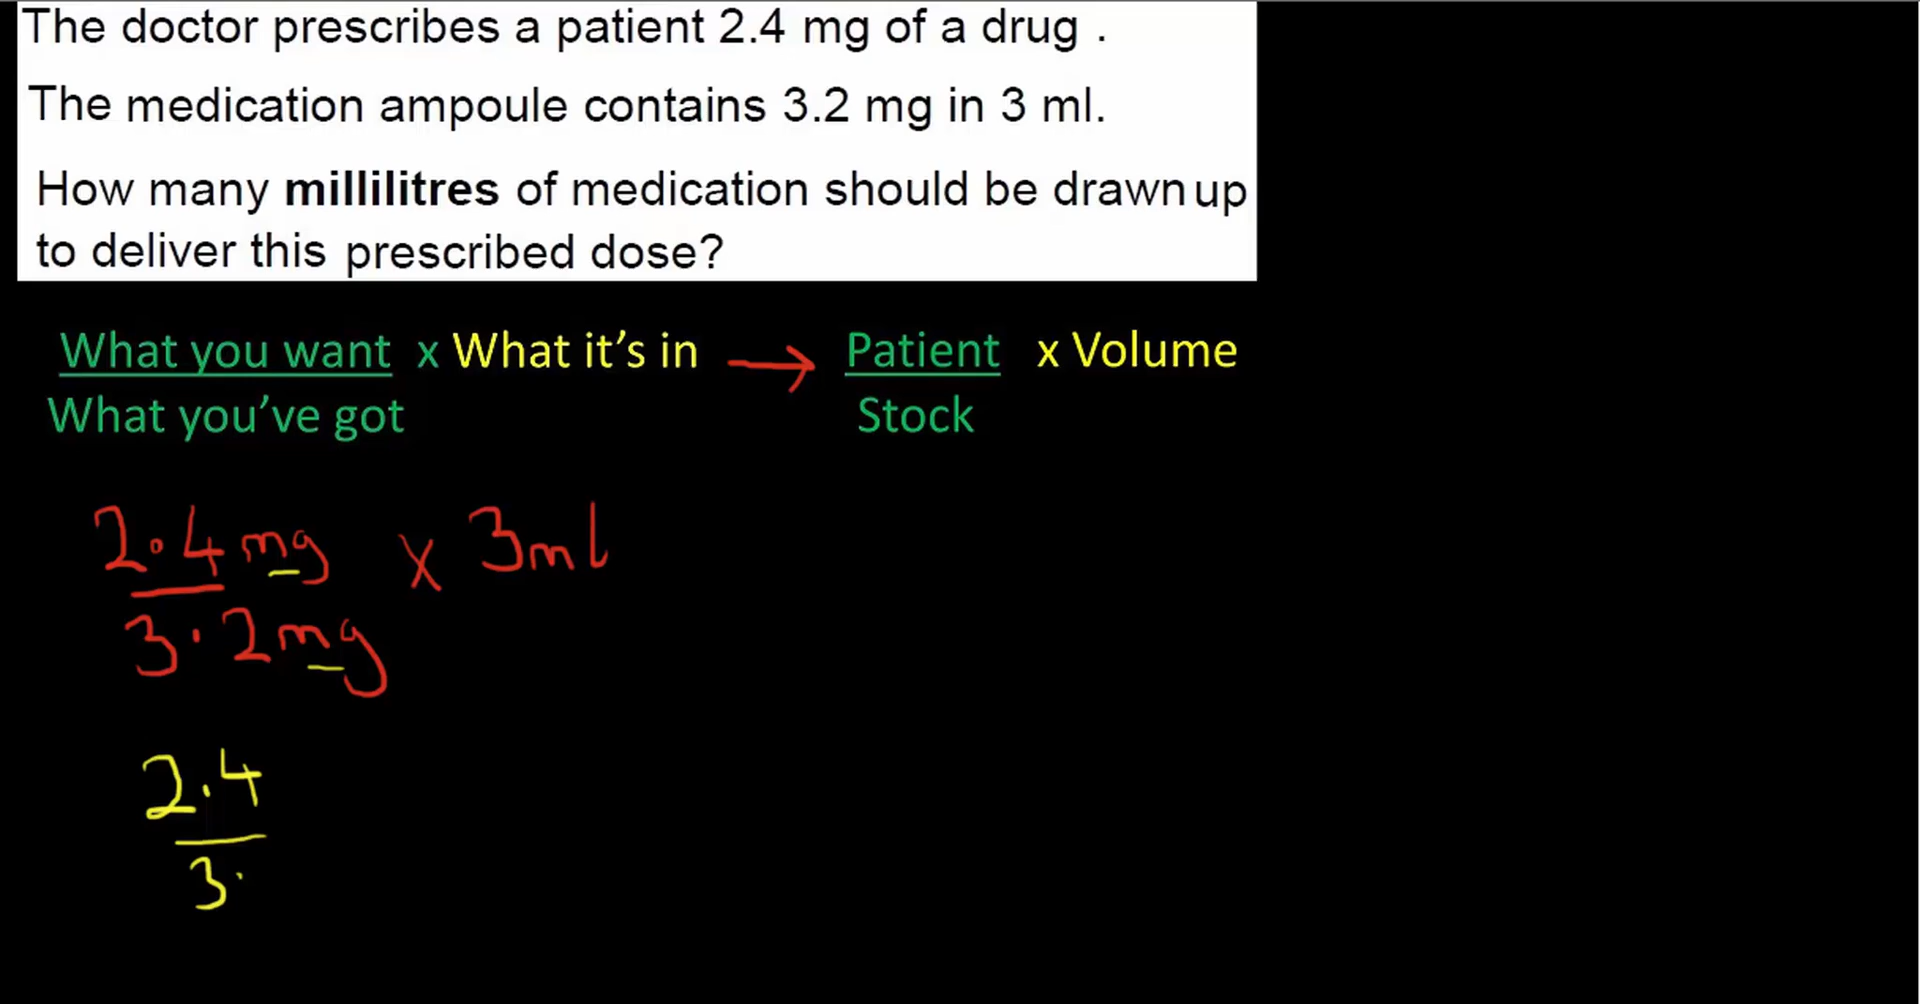 The doctor prescribes a patient 2.4 mg of a drug .
The medication ampoule contains 3.2 mg in 3 ml.
How many millilitres of medication should be drawn up
to deliver this prescribed dose?
What you want x What it’s in → Patient x Volume
What you’ve got Stock
2.4mg x 3ml
3.2mg
2.4
3.